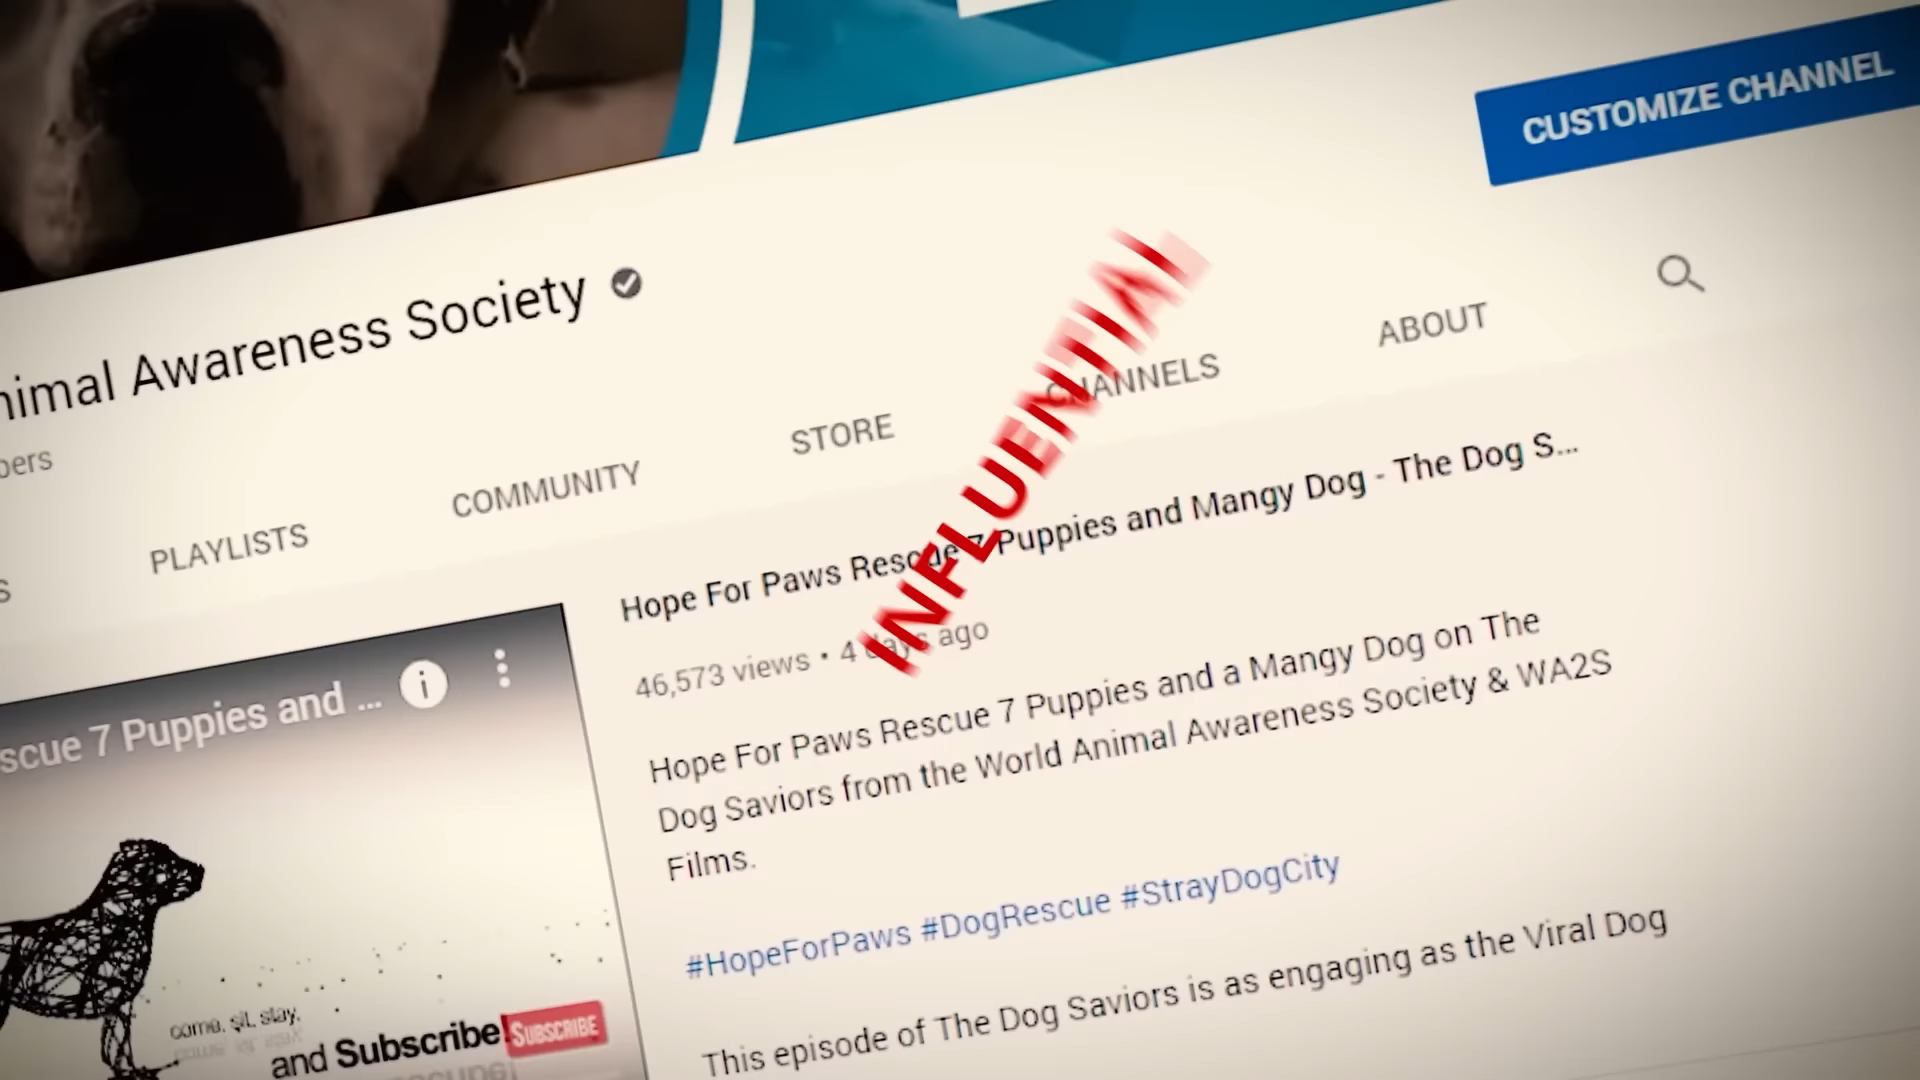 CUSTOMIZE CHANNEL
nimal Awareness Society
bers
S
PLAYLISTS
COMMUNITY
STORE
CHANNELS
ABOUT
INFLUENTIAL
Hope For Paws Rescue 7 Puppies and Mangy Dog - The Dog S...
46,573 views • 4 days ago
Hope For Paws Rescue 7 Puppies and a Mangy Dog on The
Dog Saviors from the World Animal Awareness Society & WA2S
Films.
#HopeForPaws #DogRescue #StrayDogCity
This episode of The Dog Saviors is as engaging as the Viral Dog
scue 7 Puppies and ...
come. sit. stay.
and Subscribe!
SUBSCRIBE